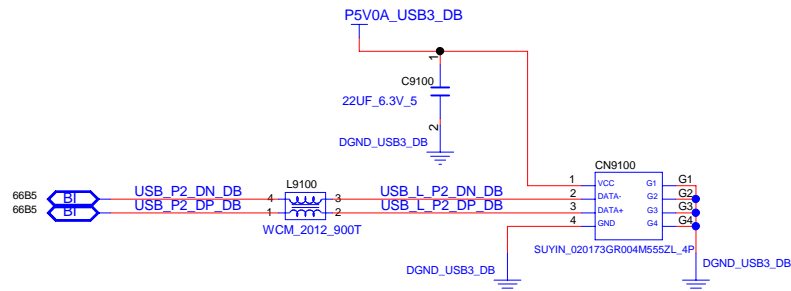 P5V0A_USB3_DB
1
C9100
22UF_6.3V_5
2
DGND_USB3_DB
CN9100
1 VCC G1 G1
2 DATA- G2 G2
3 DATA+ G3 G3
4 GND G4 G4
SUYIN_020173GR004M555ZL_4P
66B5 BI USB_P2_DN_DB 4 L9100 3 USB_L_P2_DN_DB
66B5 BI USB_P2_DP_DB 1 2 USB_L_P2_DP_DB
WCM_2012_900T
DGND_USB3_DB
DGND_USB3_DB